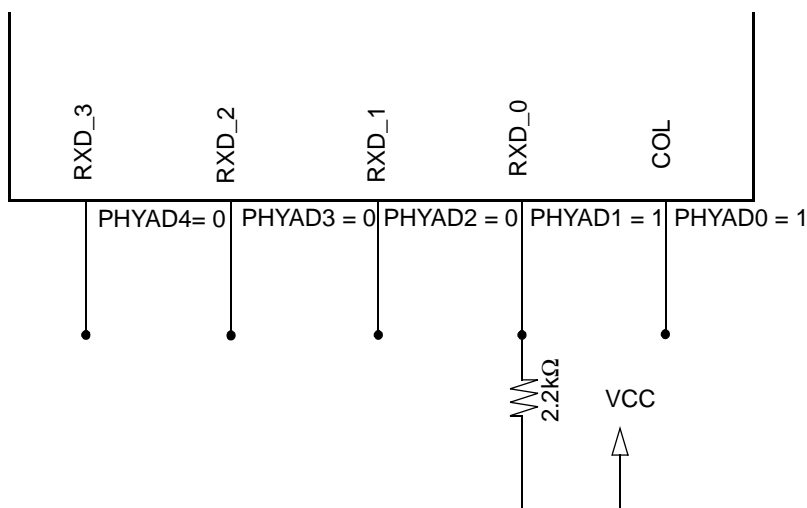 RXD_3
RXD_2
RXD_1
RXD_0
COL
PHYAD4= 0
PHYAD3 = 0
PHYAD2 = 0
PHYAD1 = 1
PHYAD0 = 1
2.2kΩ
VCC